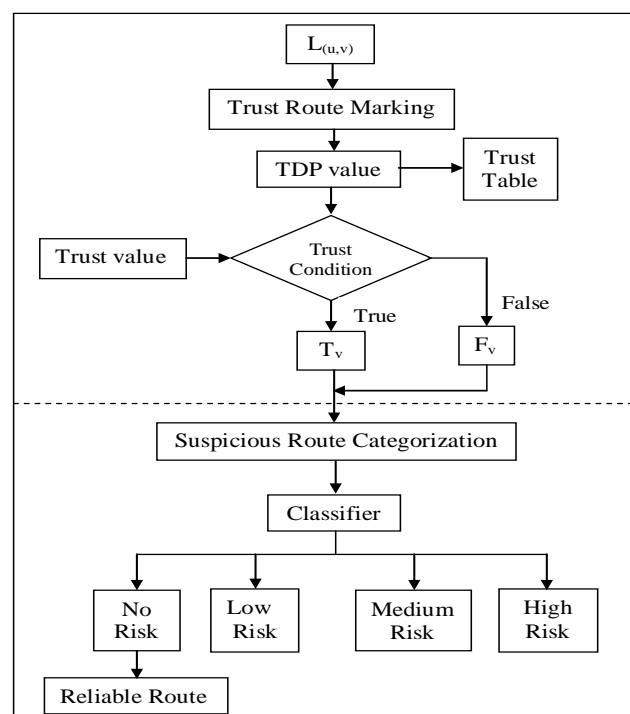 L(u,v)
Trust Route Marking
TDP value
Trust
Table
Trust value
Trust
Condition
True
False
Tv
Fv
Suspicious Route Categorization
Classifier
No
Risk
Low
Risk
Medium
Risk
High
Risk
Reliable Route